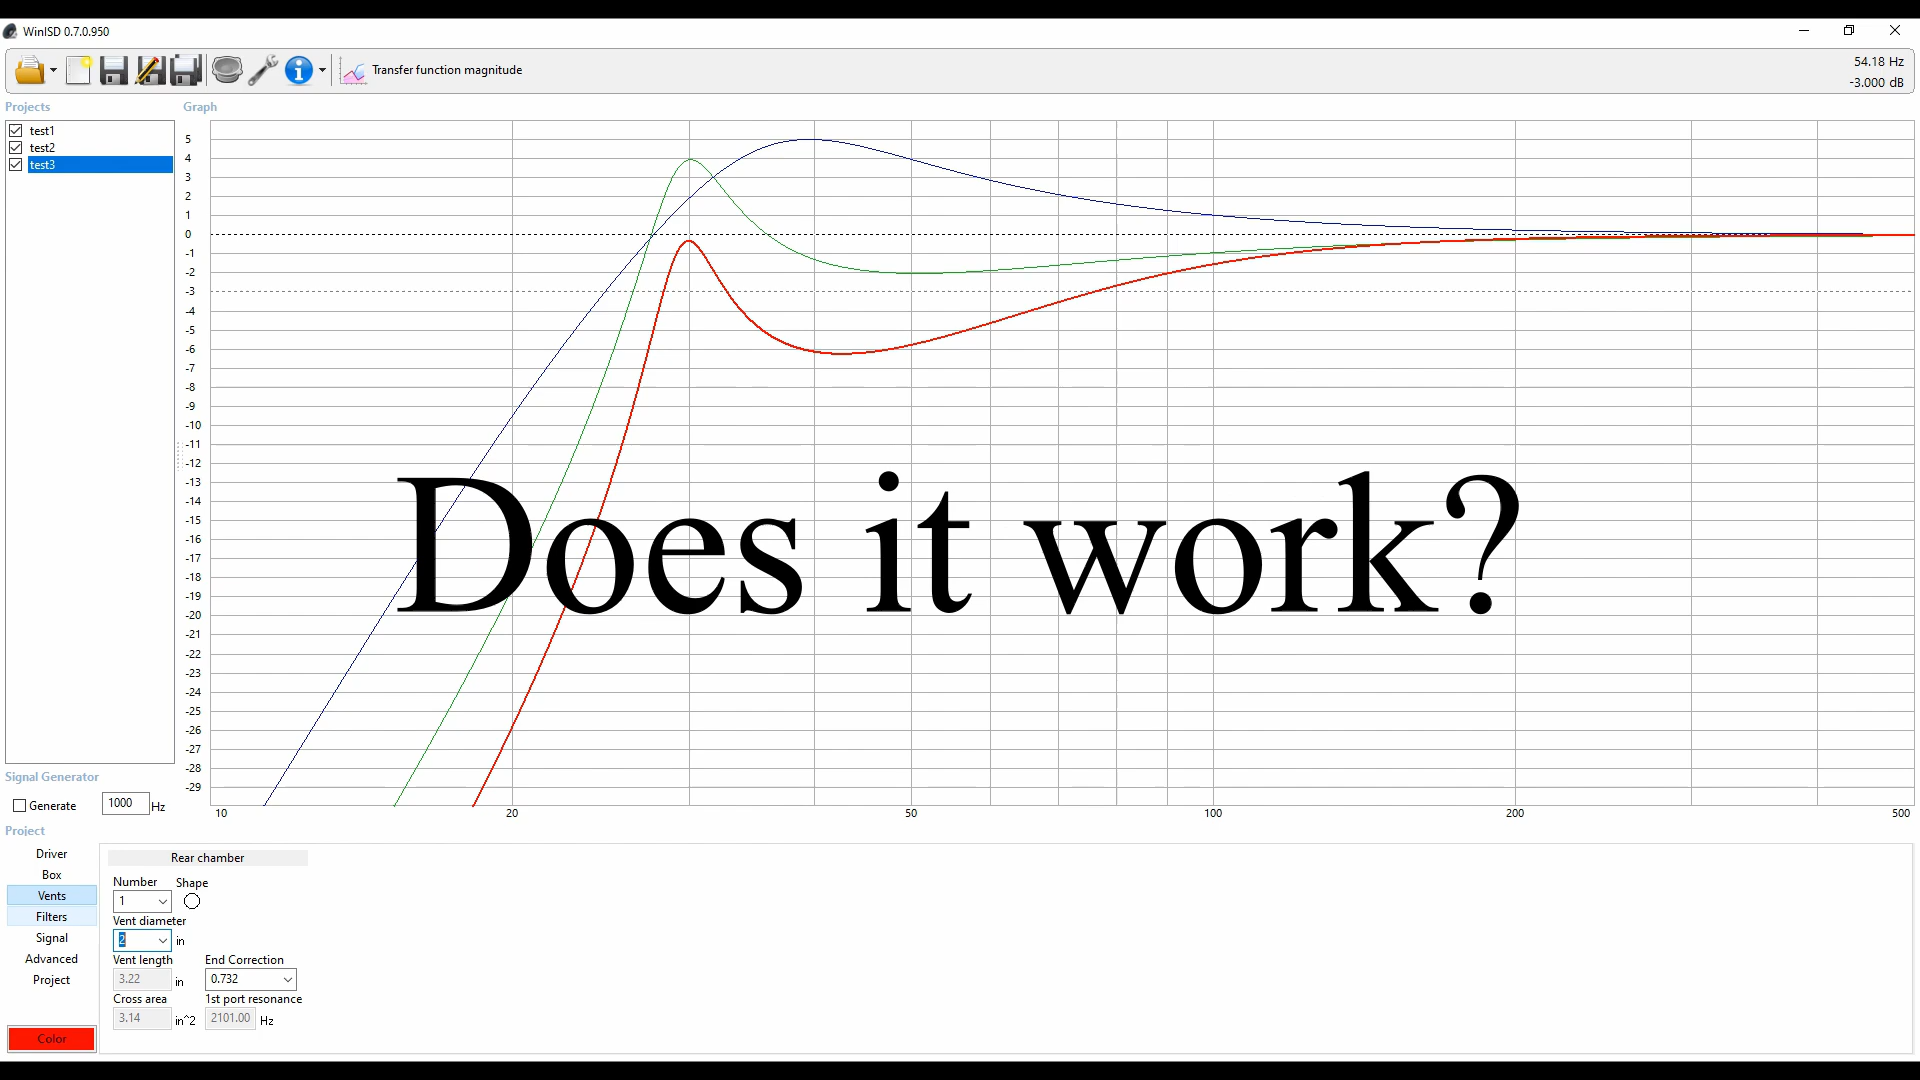 WinISD 0.7.0.950
Transfer function magnitude
54.18 Hz
-3.000 dB
Projects
Graph
test1
test2
test3
5
4
3
2
1
0
-1
-2
-3
-4
-5
-6
-7
-8
-9
-10
-11
-12
-13
-14
-15
-16
-17
-18
-19
-20
-21
-22
-23
-24
-25
-26
-27
-28
-29
10 20 50 100 200 500
Does it work?
Signal Generator
Generate 1000 Hz
Project
Driver
Box
Vents
Filters
Signal
Advanced
Project
Color
Rear chamber
Number Shape
1
Vent diameter
2 in
Vent length End Correction
3.22 in 0.732
Cross area 1st port resonance
3.14 in^2 2101.00 Hz